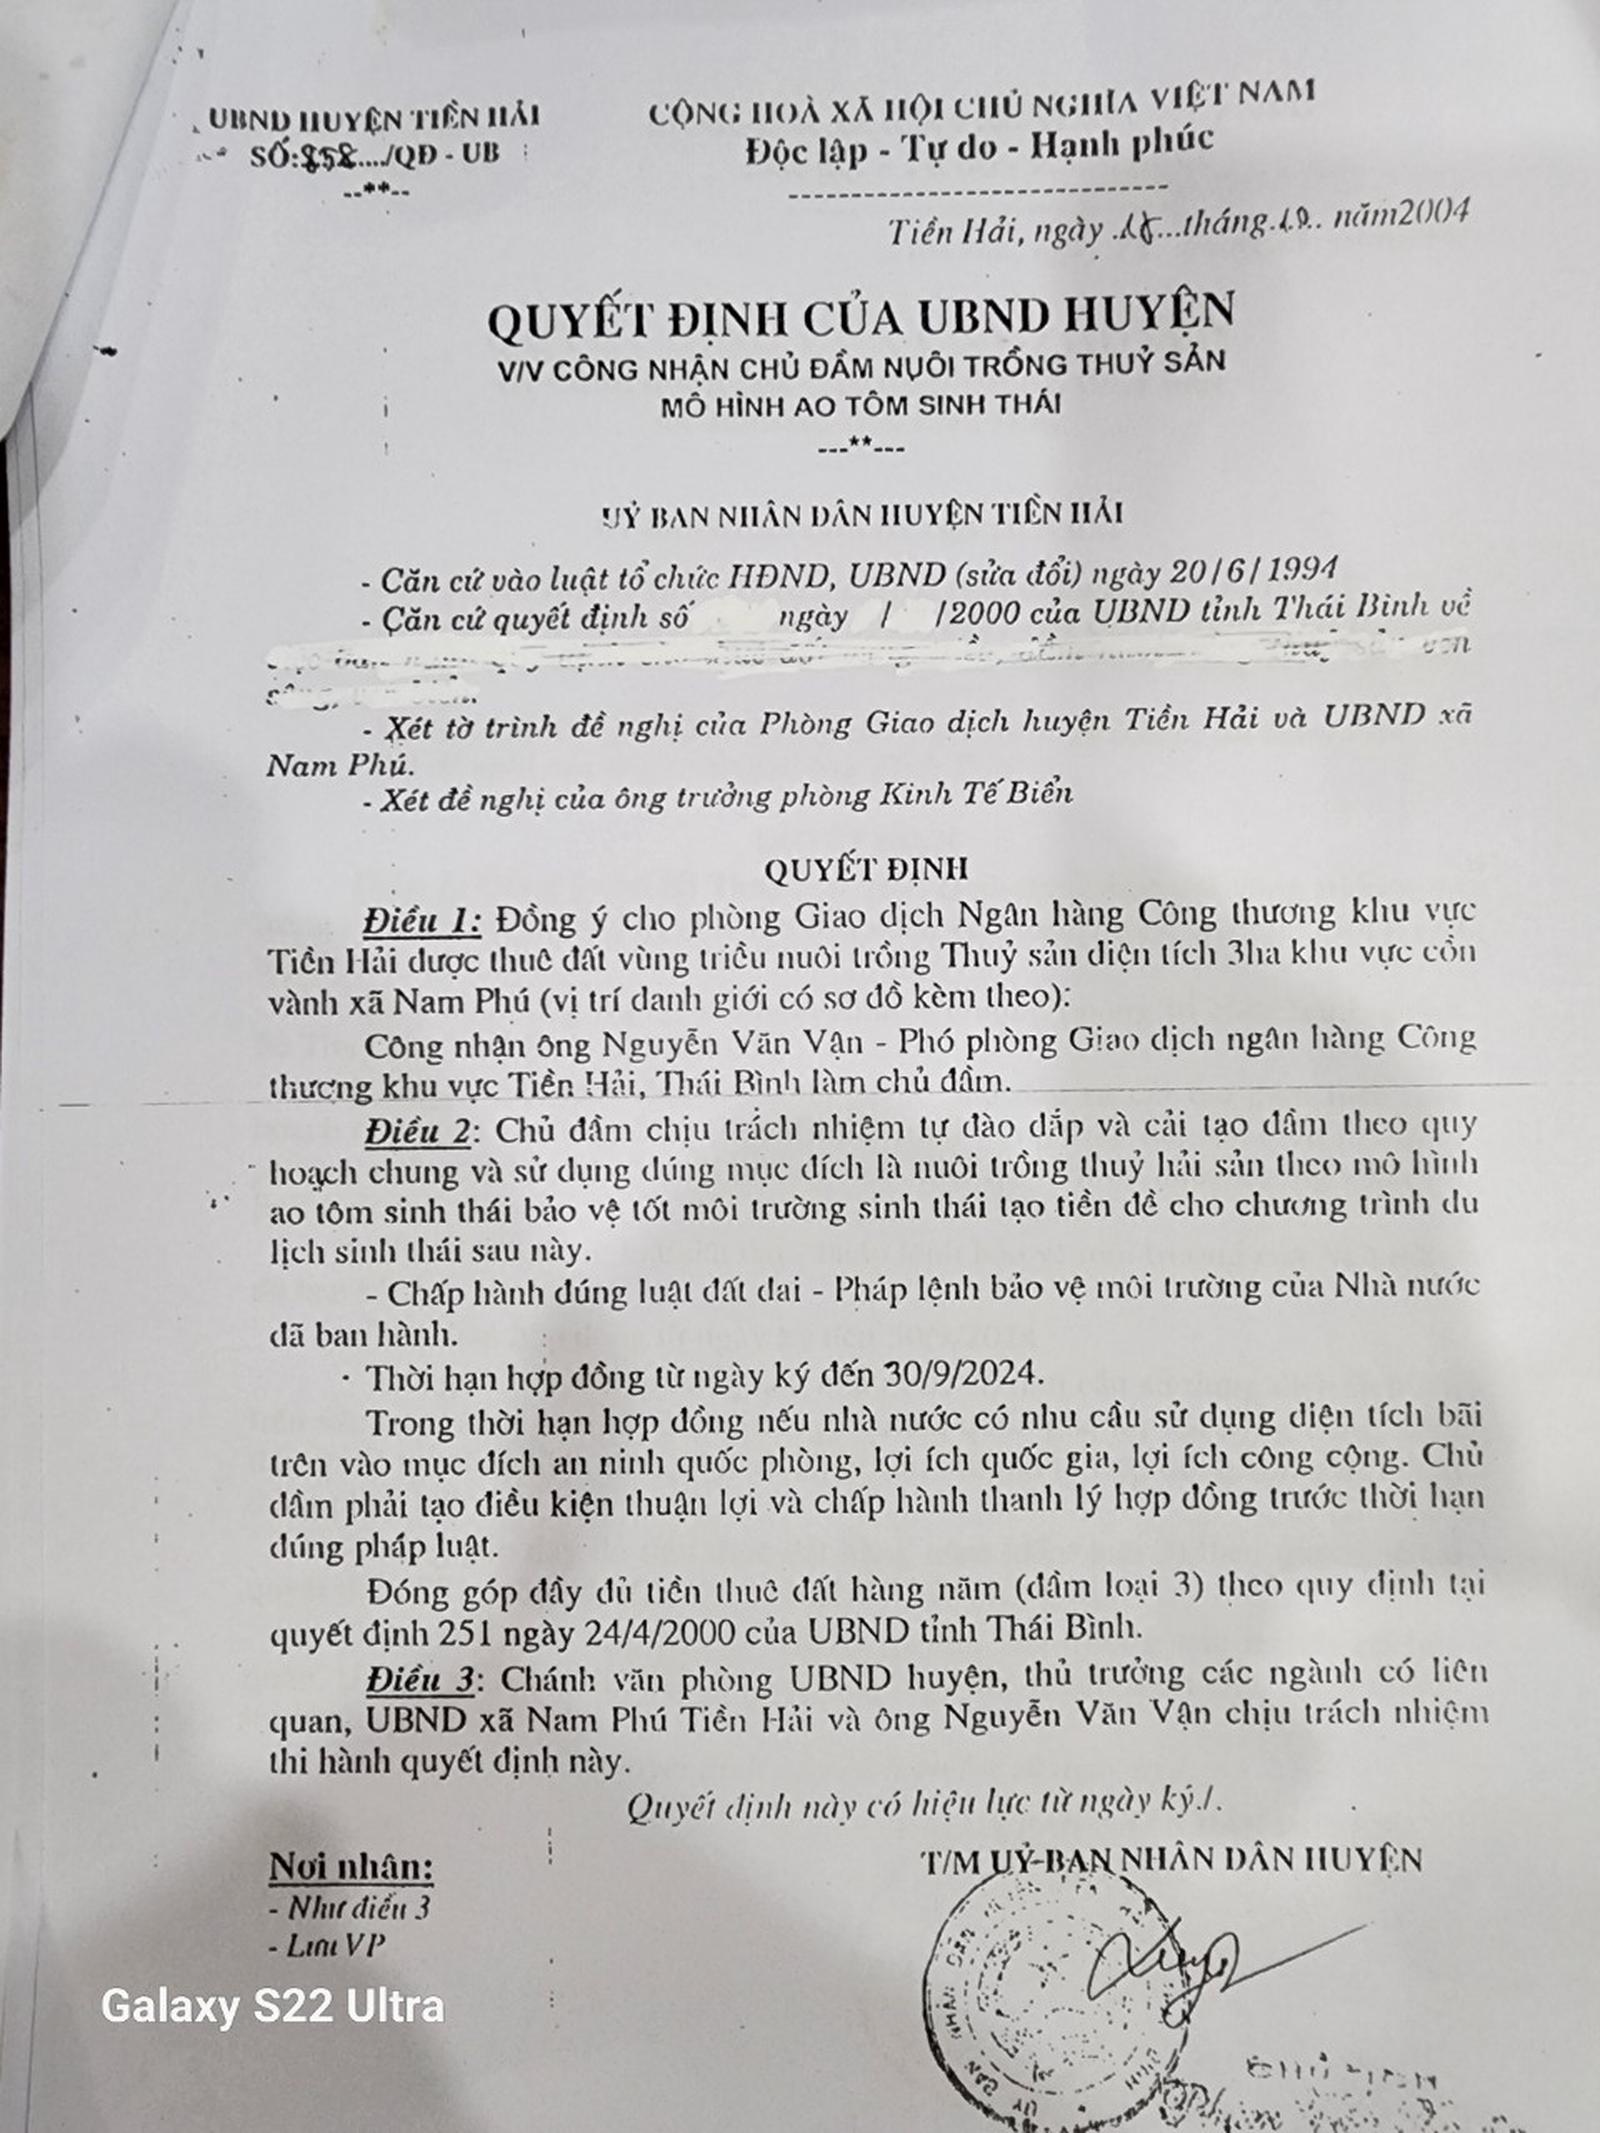 UBND HUYỆN TIỀN HẢI
SỐ:858..../QĐ - UB
--**--
CỘNG HOÀ XÃ HỘI CHỦ NGHĨA VIỆT NAM
Độc lập - Tự do - Hạnh phúc
Tiền Hải, ngày .18...tháng.10.. năm2004
QUYẾT ĐỊNH CỦA UBND HUYỆN
V/V CÔNG NHẬN CHỦ ĐẦM NUÔI TRỒNG THUỶ SẢN
MÔ HÌNH AO TÔM SINH THÁI
---**---
UỶ BAN NHÂN DÂN HUYỆN TIỀN HẢI
- Căn cứ vào luật tổ chức HĐND, UBND (sửa đổi) ngày 20/6/1994
- Căn cứ quyết định số ngày / /2000 của UBND tỉnh Thái Bình về
ven
- Xét tờ trình đề nghị của Phòng Giao dịch huyện Tiền Hải và UBND xã
Nam Phú.
- Xét đề nghị của ông trưởng phòng Kinh Tế Biển
QUYẾT ĐỊNH
Điều 1: Đồng ý cho phòng Giao dịch Ngân hàng Công thương khu vực
Tiền Hải được thuê đất vùng triều nuôi trồng Thuỷ sản diện tích 3ha khu vực cồn
vành xã Nam Phú (vị trí danh giới có sơ đồ kèm theo):
Công nhận ông Nguyễn Văn Vận - Phó phòng Giao dịch ngân hàng Công
thương khu vực Tiền Hải, Thái Bình làm chủ đầm.
Điều 2: Chủ đầm chịu trách nhiệm tự đào đắp và cải tạo đầm theo quy
hoạch chung và sử dụng đúng mục đích là nuôi trồng thuỷ hải sản theo mô hình
ao tôm sinh thái bảo vệ tốt môi trường sinh thái tạo tiền đề cho chương trình du
lịch sinh thái sau này.
- Chấp hành đúng luật đất đai - Pháp lệnh bảo vệ môi trường của Nhà nước
đã ban hành.
· Thời hạn hợp đồng từ ngày ký đến 30/9/2024.
Trong thời hạn hợp đồng nếu nhà nước có nhu cầu sử dụng diện tích bãi
trên vào mục đích an ninh quốc phòng, lợi ích quốc gia, lợi ích công cộng. Chủ
đầm phải tạo điều kiện thuận lợi và chấp hành thanh lý hợp đồng trước thời hạn
đúng pháp luật.
Đóng góp đầy đủ tiền thuê đất hàng năm (đầm loại 3) theo quy định tại
quyết định 251 ngày 24/4/2000 của UBND tỉnh Thái Bình.
Điều 3: Chánh văn phòng UBND huyện, thủ trưởng các ngành có liên
quan, UBND xã Nam Phú Tiền Hải và ông Nguyễn Văn Vận chịu trách nhiệm
thi hành quyết định này.
Quyết định này có hiệu lực từ ngày ký./.
Nơi nhận:
- Như điều 3
- Lưu VP
T/M UỶ BAN NHÂN DÂN HUYỆN
CHỦ TỊCH
Galaxy S22 Ultra